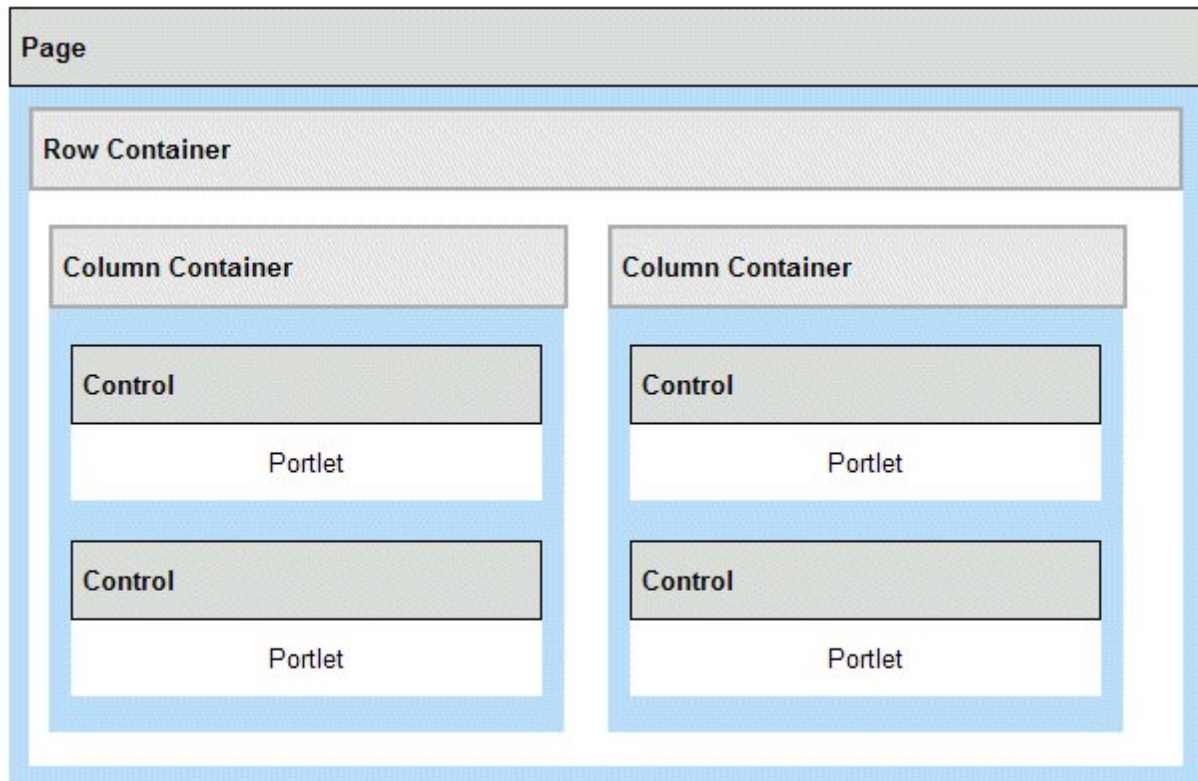 Page
Row Container
Column Container
Column Container
Control
Control
Portlet
Portlet
Control
Control
Portlet
Portlet